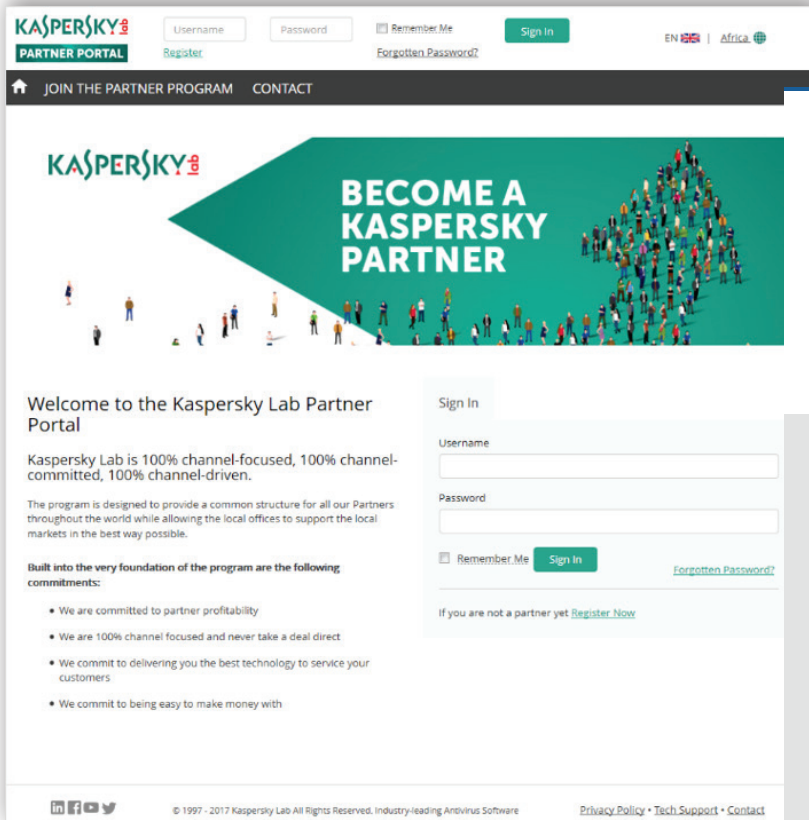 KASPERSKY lab
PARTNER PORTAL
Username
Password
Remember Me
Sign In
Register
Forgotten Password?
EN | Africa
JOIN THE PARTNER PROGRAM CONTACT
KASPERSKY lab
BECOME A
KASPERSKY
PARTNER
Welcome to the Kaspersky Lab Partner
Portal
Kaspersky Lab is 100% channel-focused, 100% channel-
committed, 100% channel-driven.
The program is designed to provide a common structure for all our Partners
throughout the world while allowing the local offices to support the local
markets in the best way possible.
Built into the very foundation of the program are the following
commitments:
• We are committed to partner profitability
• We are 100% channel focused and never take a deal direct
• We commit to delivering you the best technology to service your
customers
• We commit to being easy to make money with
Sign In
Username
Password
Remember Me
Sign In
Forgotten Password?
If you are not a partner yet Register Now
© 1997 - 2017 Kaspersky Lab All Rights Reserved. Industry-leading Antivirus Software
Privacy Policy • Tech Support • Contact